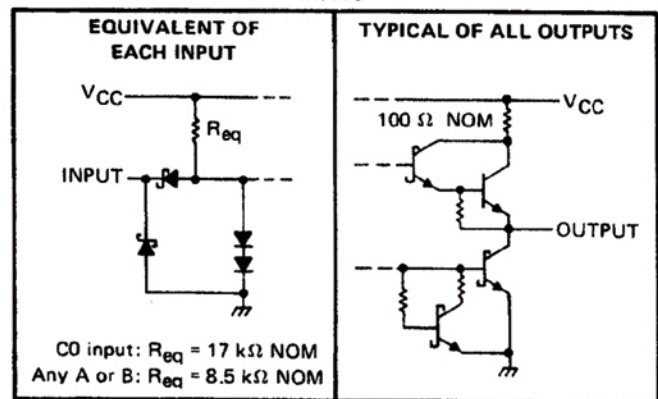 EQUIVALENT OF
EACH INPUT
VCC
Req
INPUT
C0 input: Req = 17 kΩ NOM
Any A or B: Req = 8.5 kΩ NOM
TYPICAL OF ALL OUTPUTS
VCC
100 Ω NOM
OUTPUT